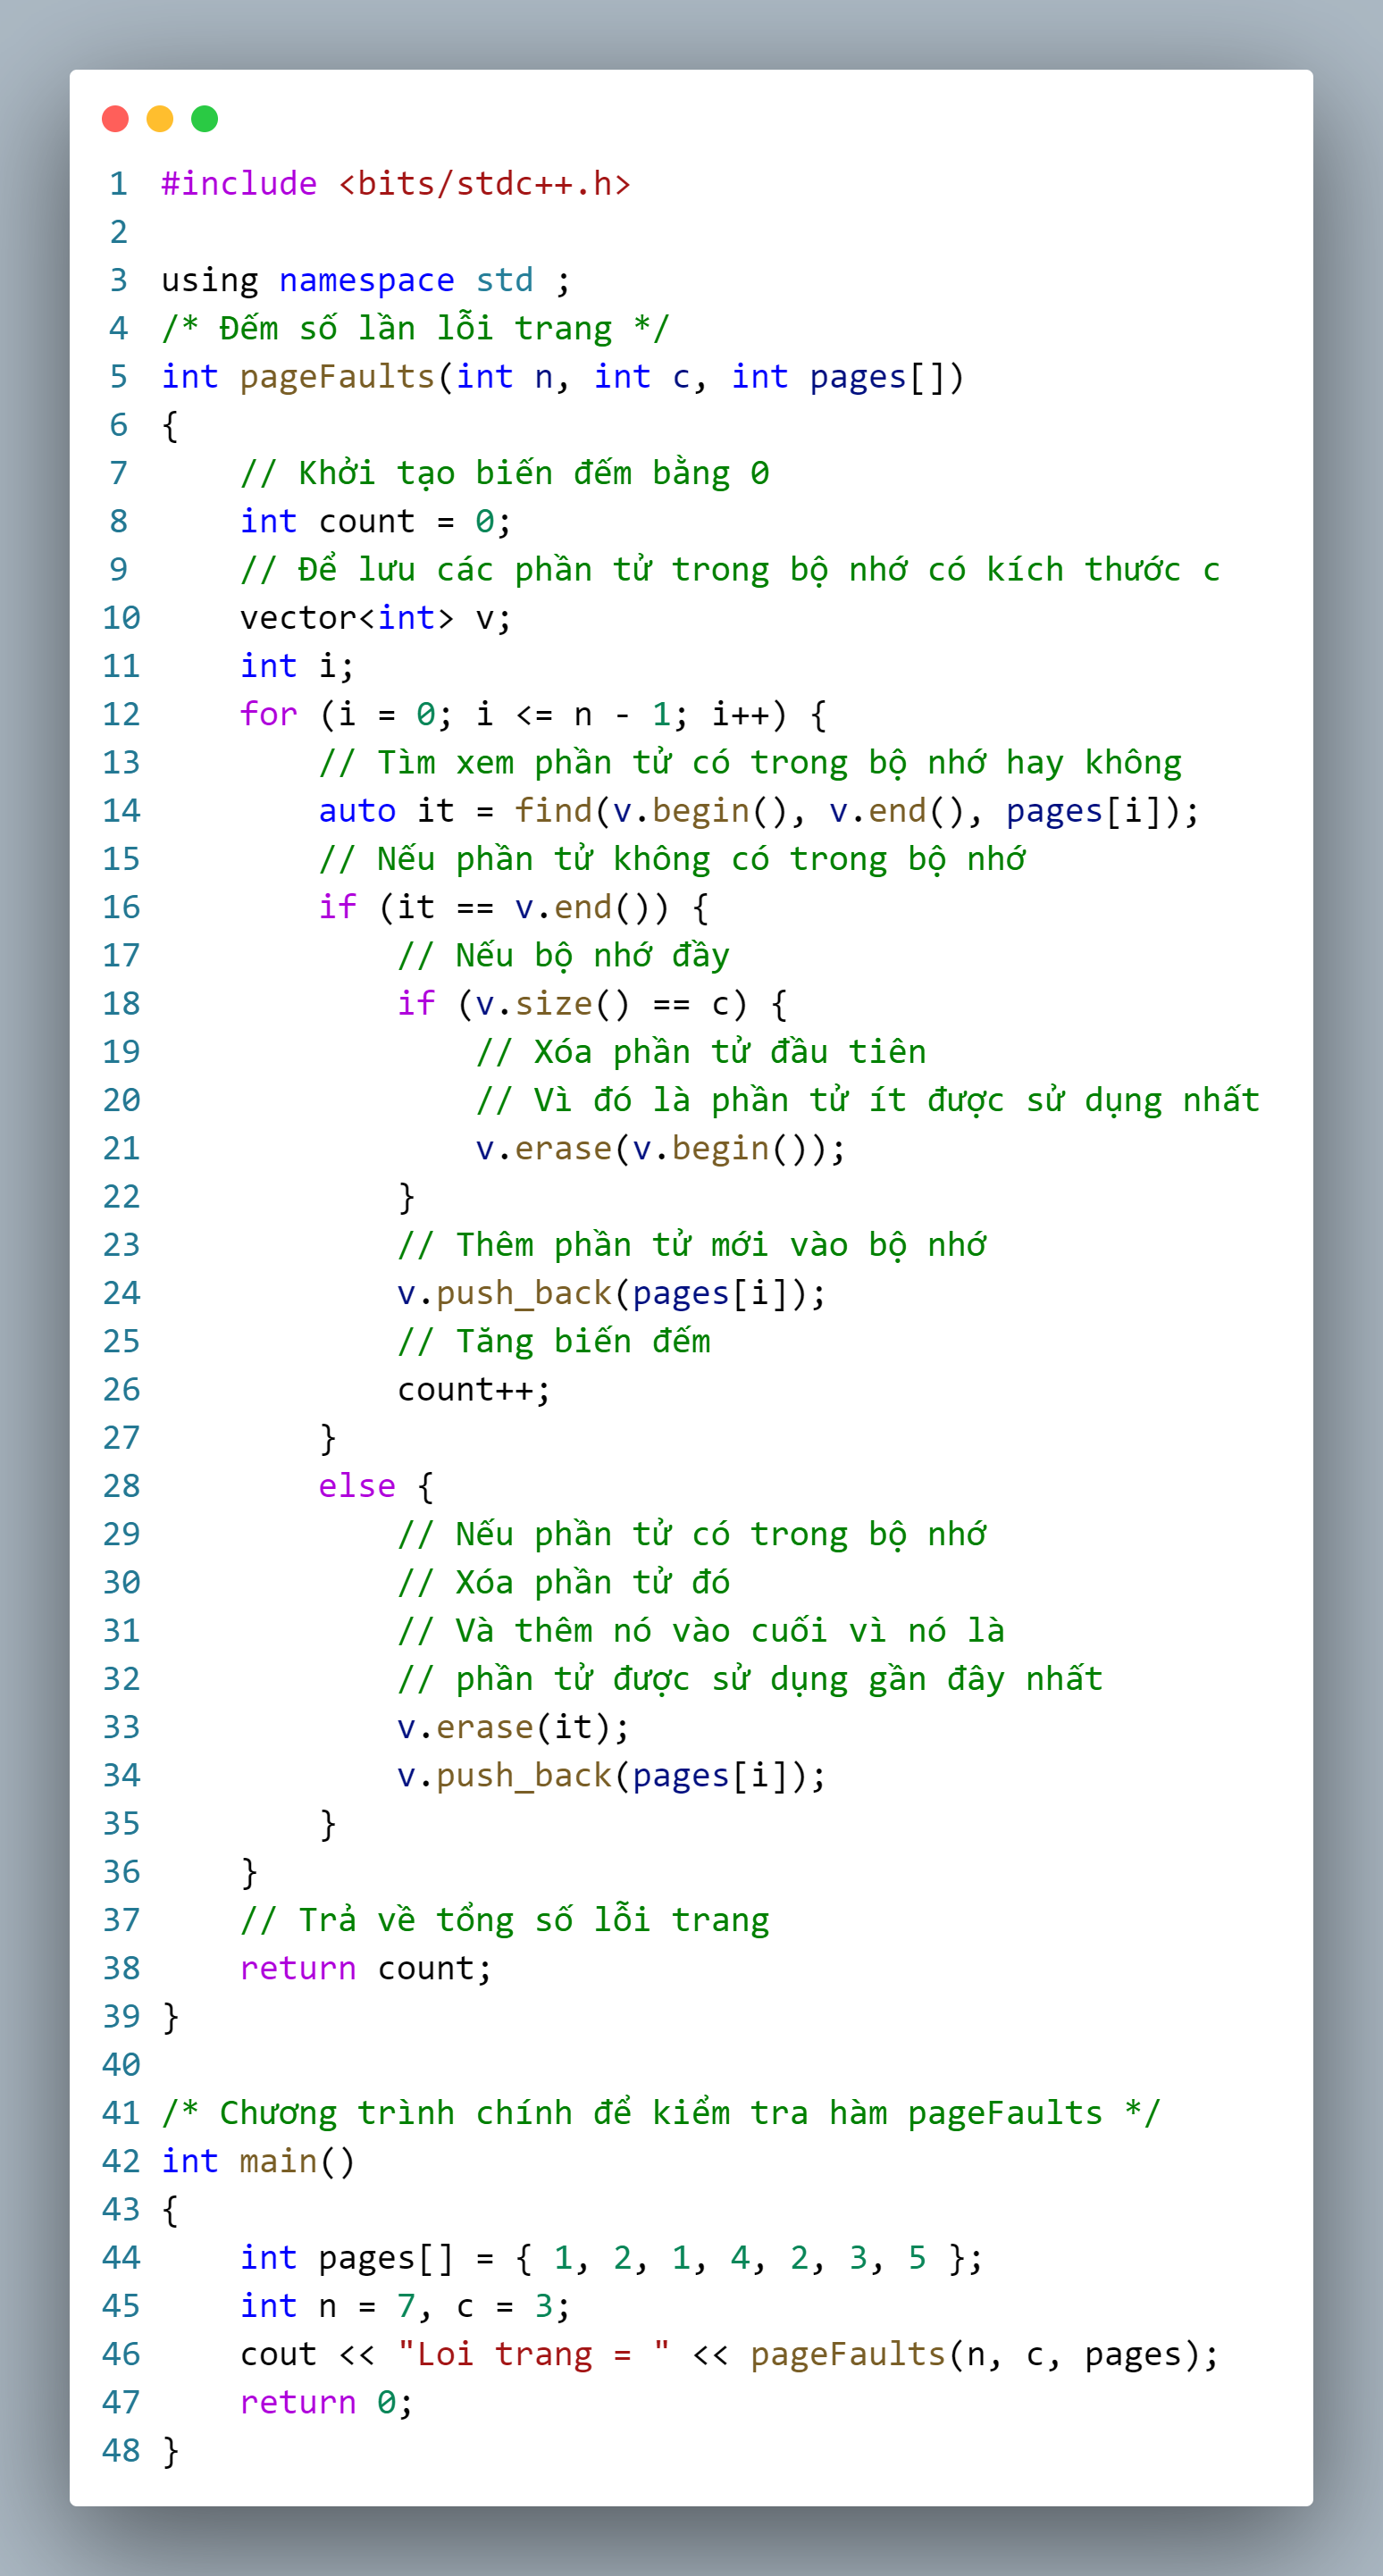 1 #include <bits/stdc++.h>
2
3 using namespace std ;
4 /* Đếm số lần lỗi trang */
5 int pageFaults(int n, int c, int pages[])
6 {
7     // Khởi tạo biến đếm bằng 0
8     int count = 0;
9     // Để lưu các phần tử trong bộ nhớ có kích thước c
10     vector<int> v;
11     int i;
12     for (i = 0; i <= n - 1; i++) {
13         // Tìm xem phần tử có trong bộ nhớ hay không
14         auto it = find(v.begin(), v.end(), pages[i]);
15         // Nếu phần tử không có trong bộ nhớ
16         if (it == v.end()) {
17             // Nếu bộ nhớ đầy
18             if (v.size() == c) {
19                 // Xóa phần tử đầu tiên
20                 // Vì đó là phần tử ít được sử dụng nhất
21                 v.erase(v.begin());
22             }
23             // Thêm phần tử mới vào bộ nhớ
24             v.push_back(pages[i]);
25             // Tăng biến đếm
26             count++;
27         }
28         else {
29             // Nếu phần tử có trong bộ nhớ
30             // Xóa phần tử đó
31             // Và thêm nó vào cuối vì nó là
32             // phần tử được sử dụng gần đây nhất
33             v.erase(it);
34             v.push_back(pages[i]);
35         }
36     }
37     // Trả về tổng số lỗi trang
38     return count;
39 }
40
41 /* Chương trình chính để kiểm tra hàm pageFaults */
42 int main()
43 {
44     int pages[] = { 1, 2, 1, 4, 2, 3, 5 };
45     int n = 7, c = 3;
46     cout << "Loi trang = " << pageFaults(n, c, pages);
47     return 0;
48 }